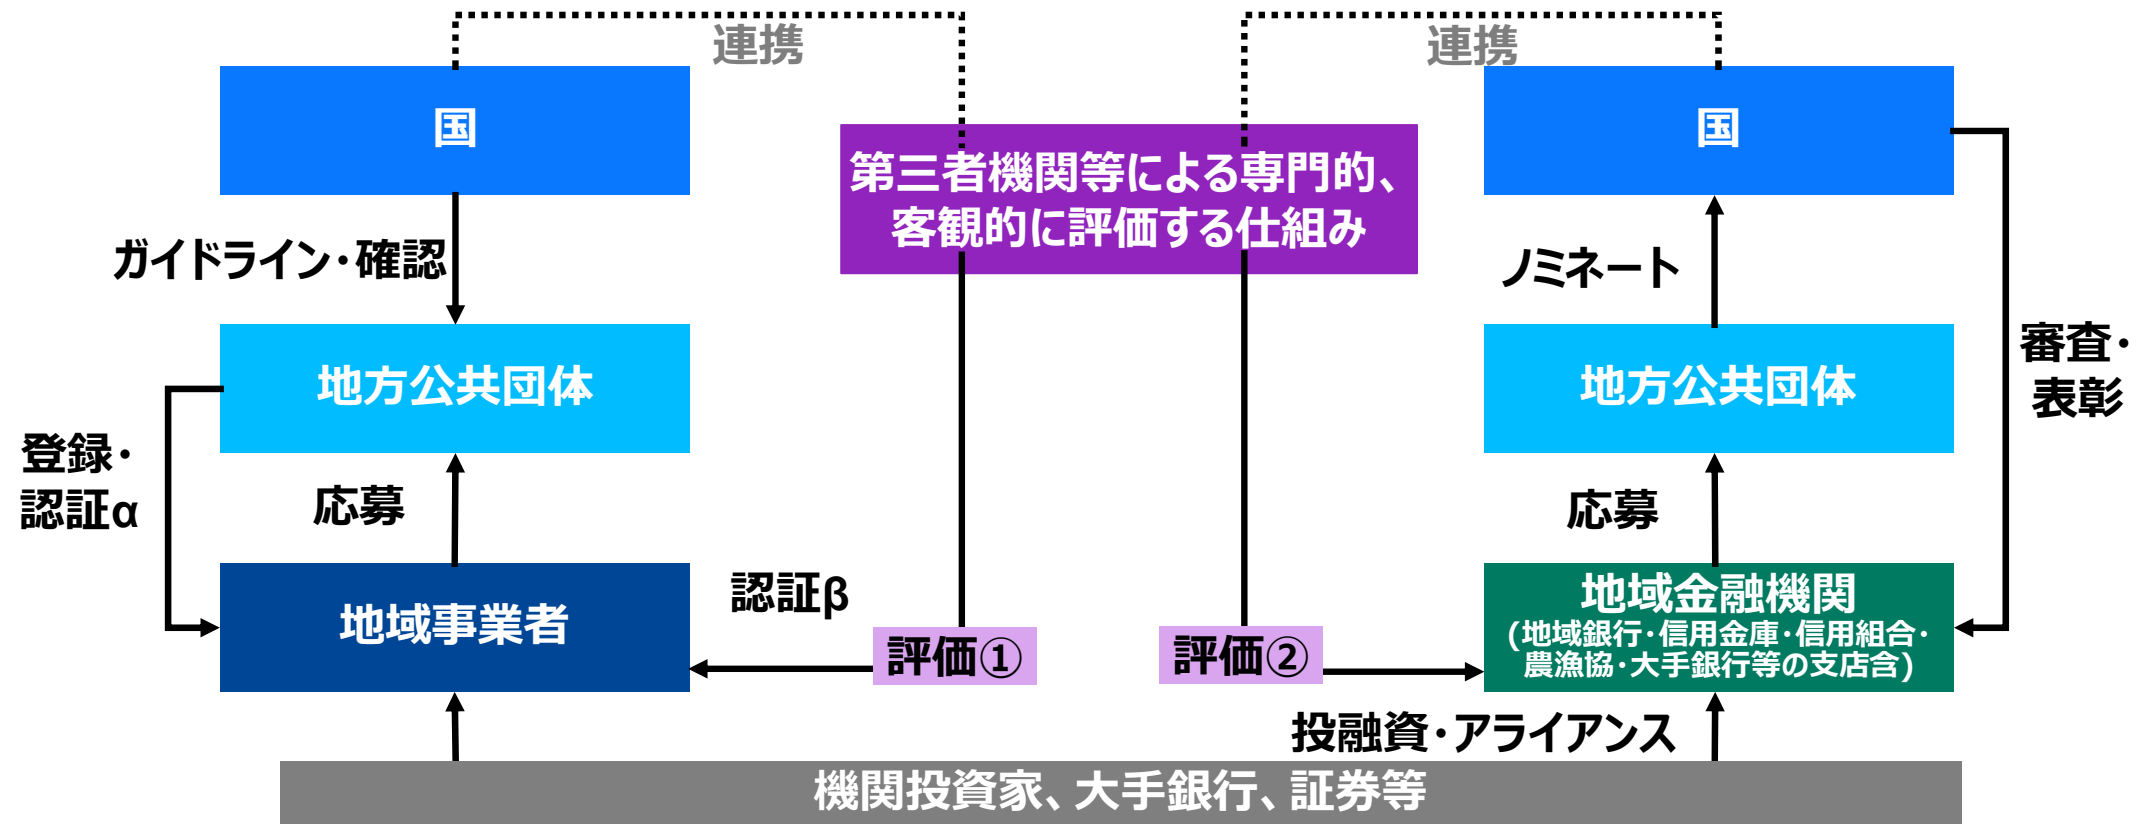 連携
連携
国
国
第三者機関等による専門的、
客観的に評価する仕組み
ガイドライン・確認
ノミネート
地方公共団体
地方公共団体
審査・
表彰
登録・
認証α
応募
応募
地域事業者
認証β
評価①
評価②
地域金融機関
(地域銀行・信用金庫・信用組合・
農漁協・大手銀行等の支店含)
投融資・アライアンス
機関投資家、大手銀行、証券等